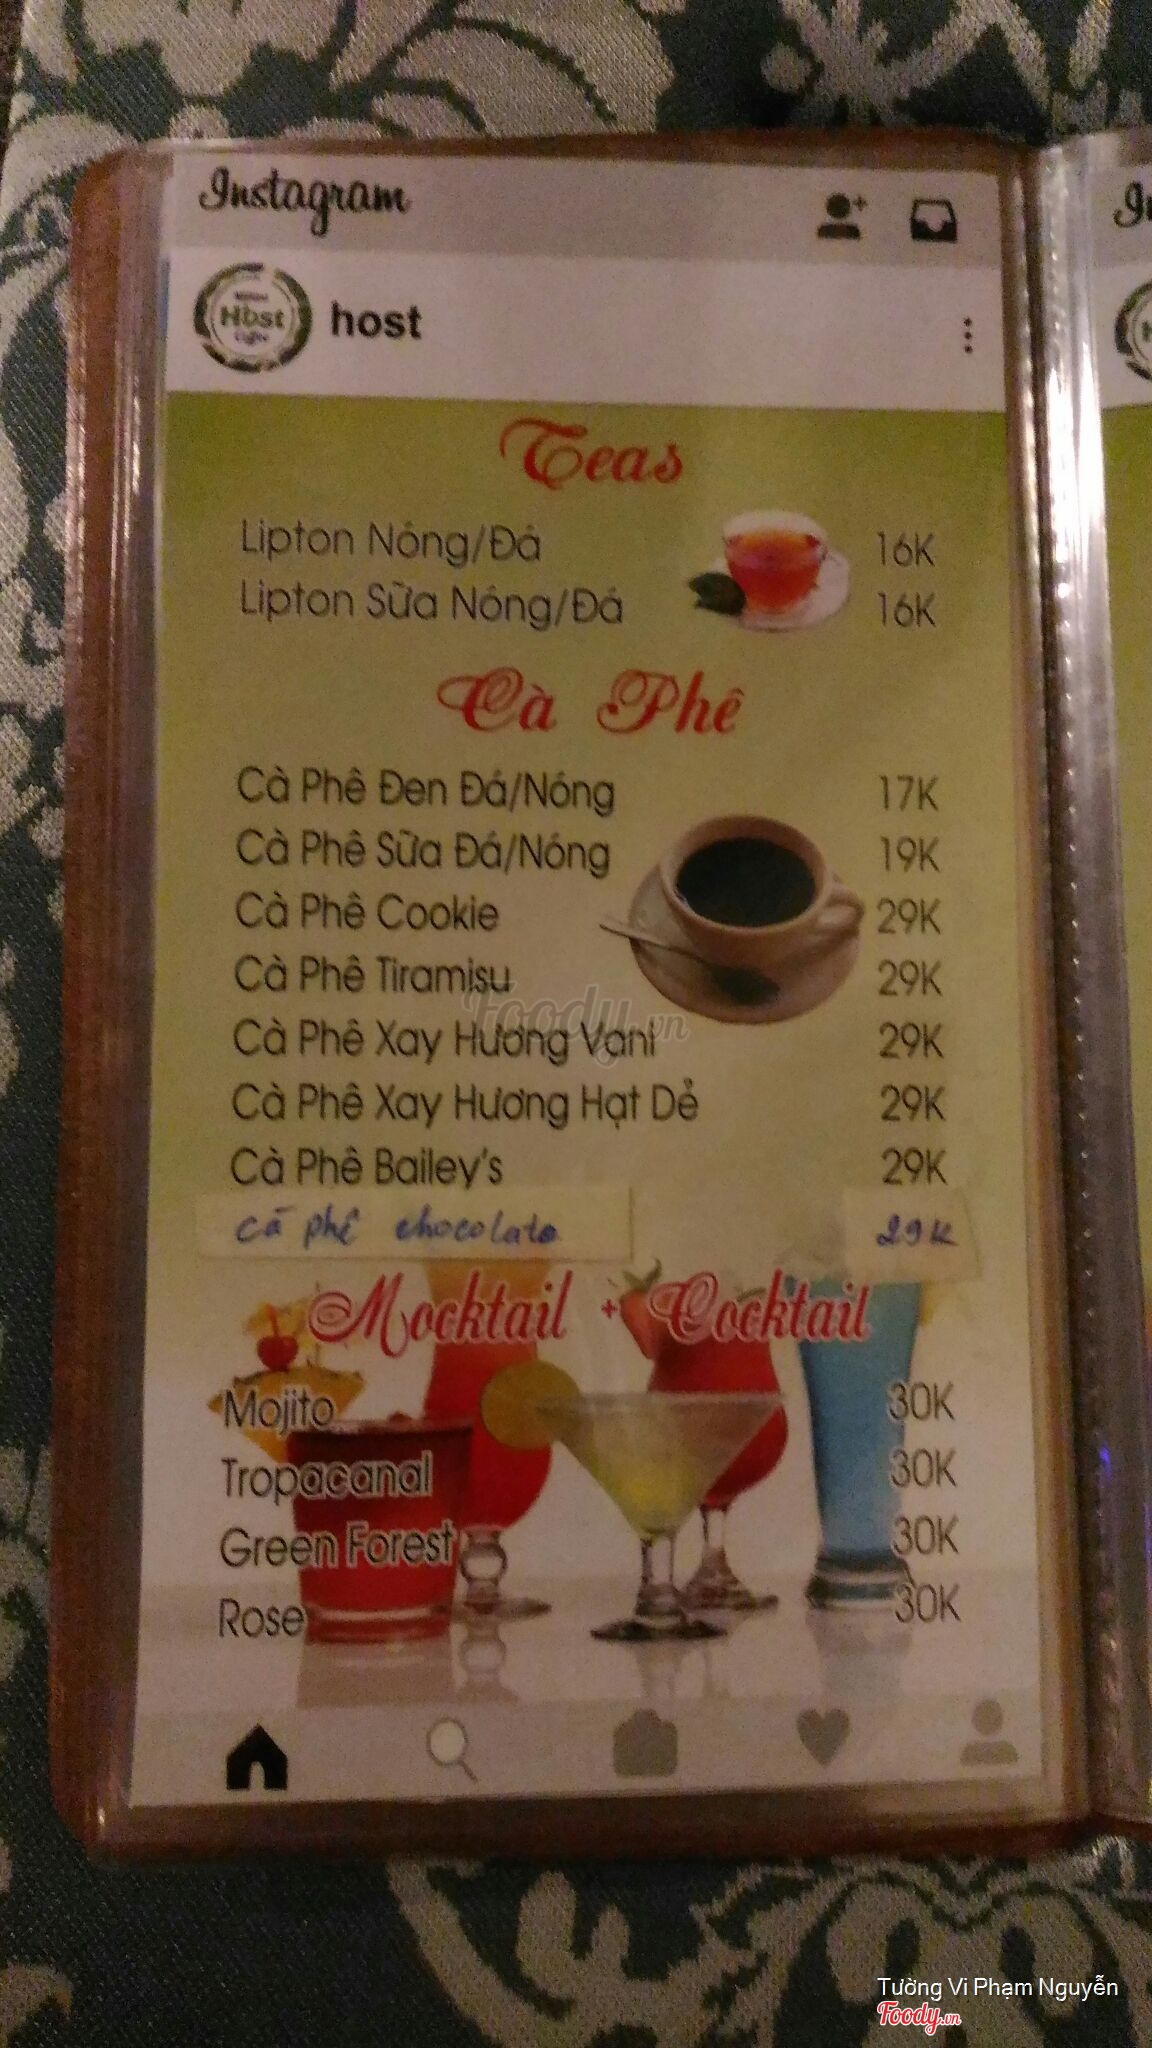 Instagram
Host
host
Teas
Lipton Nóng/Đá 16K
Lipton Sữa Nóng/Đá 16K
Cà Phê
Cà Phê Đen Đá/Nóng 17K
Cà Phê Sữa Đá/Nóng 19K
Cà Phê Cookie 29K
Cà Phê Tiramisu 29K
Foody.vn
Cà Phê Xay Hương Vani 29K
Cà Phê Xay Hương Hạt Dẻ 29K
Cà Phê Bailey's 29K
cà phê chocolate 29K
Mocktail + Cocktail
Mojito 30K
Tropacanal 30K
Green Forest 30K
Rose 30K
Tường Vi Phạm Nguyễn
Foody.vn